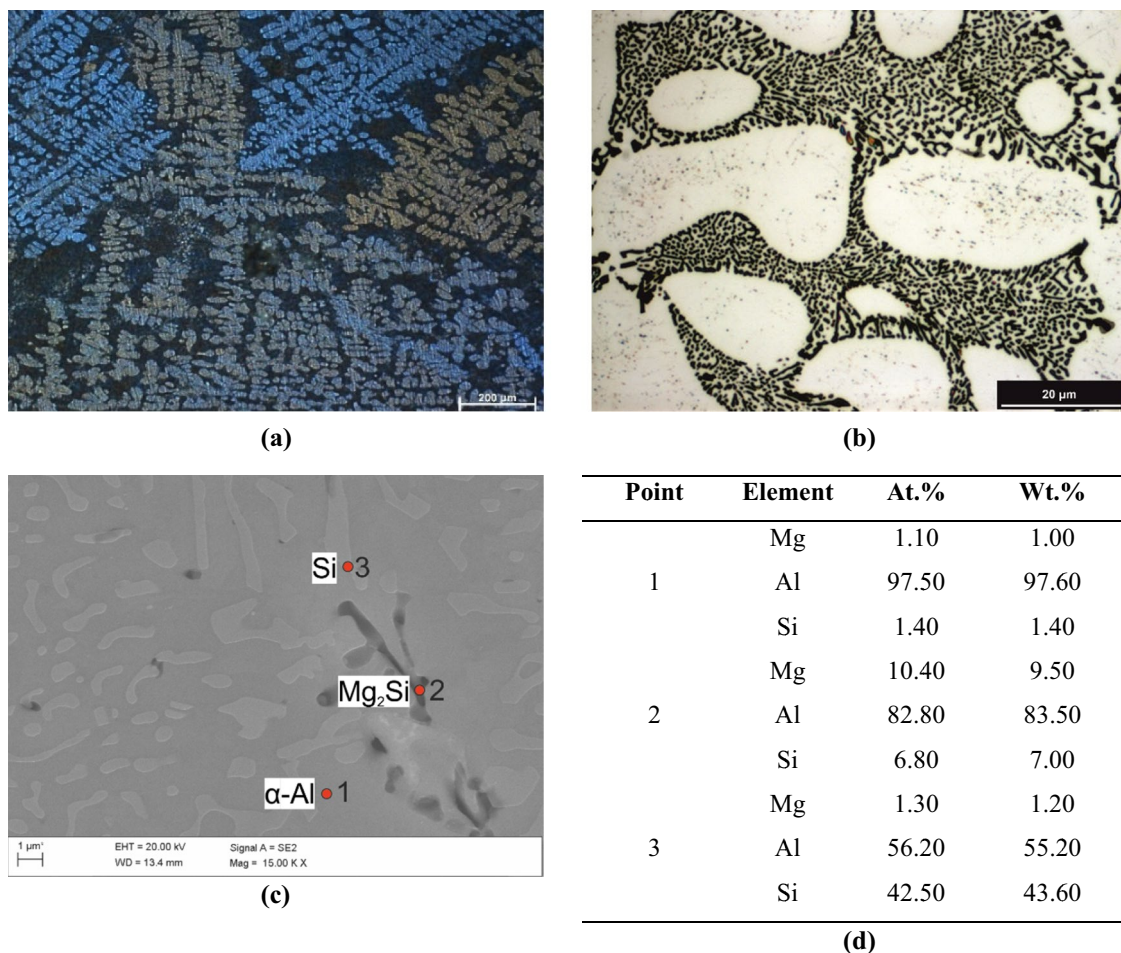 200 µm
20 µm
(a)
(b)
Si 3
Mg₂Si 2
α-Al 1
1 µm
EHT = 20.00 kV Signal A = SE2
WD = 13.4 mm Mag = 15.00 K X
(c)
Point Element At.% Wt.%
Mg 1.10 1.00
1 Al 97.50 97.60
Si 1.40 1.40
Mg 10.40 9.50
2 Al 82.80 83.50
Si 6.80 7.00
Mg 1.30 1.20
3 Al 56.20 55.20
Si 42.50 43.60
(d)